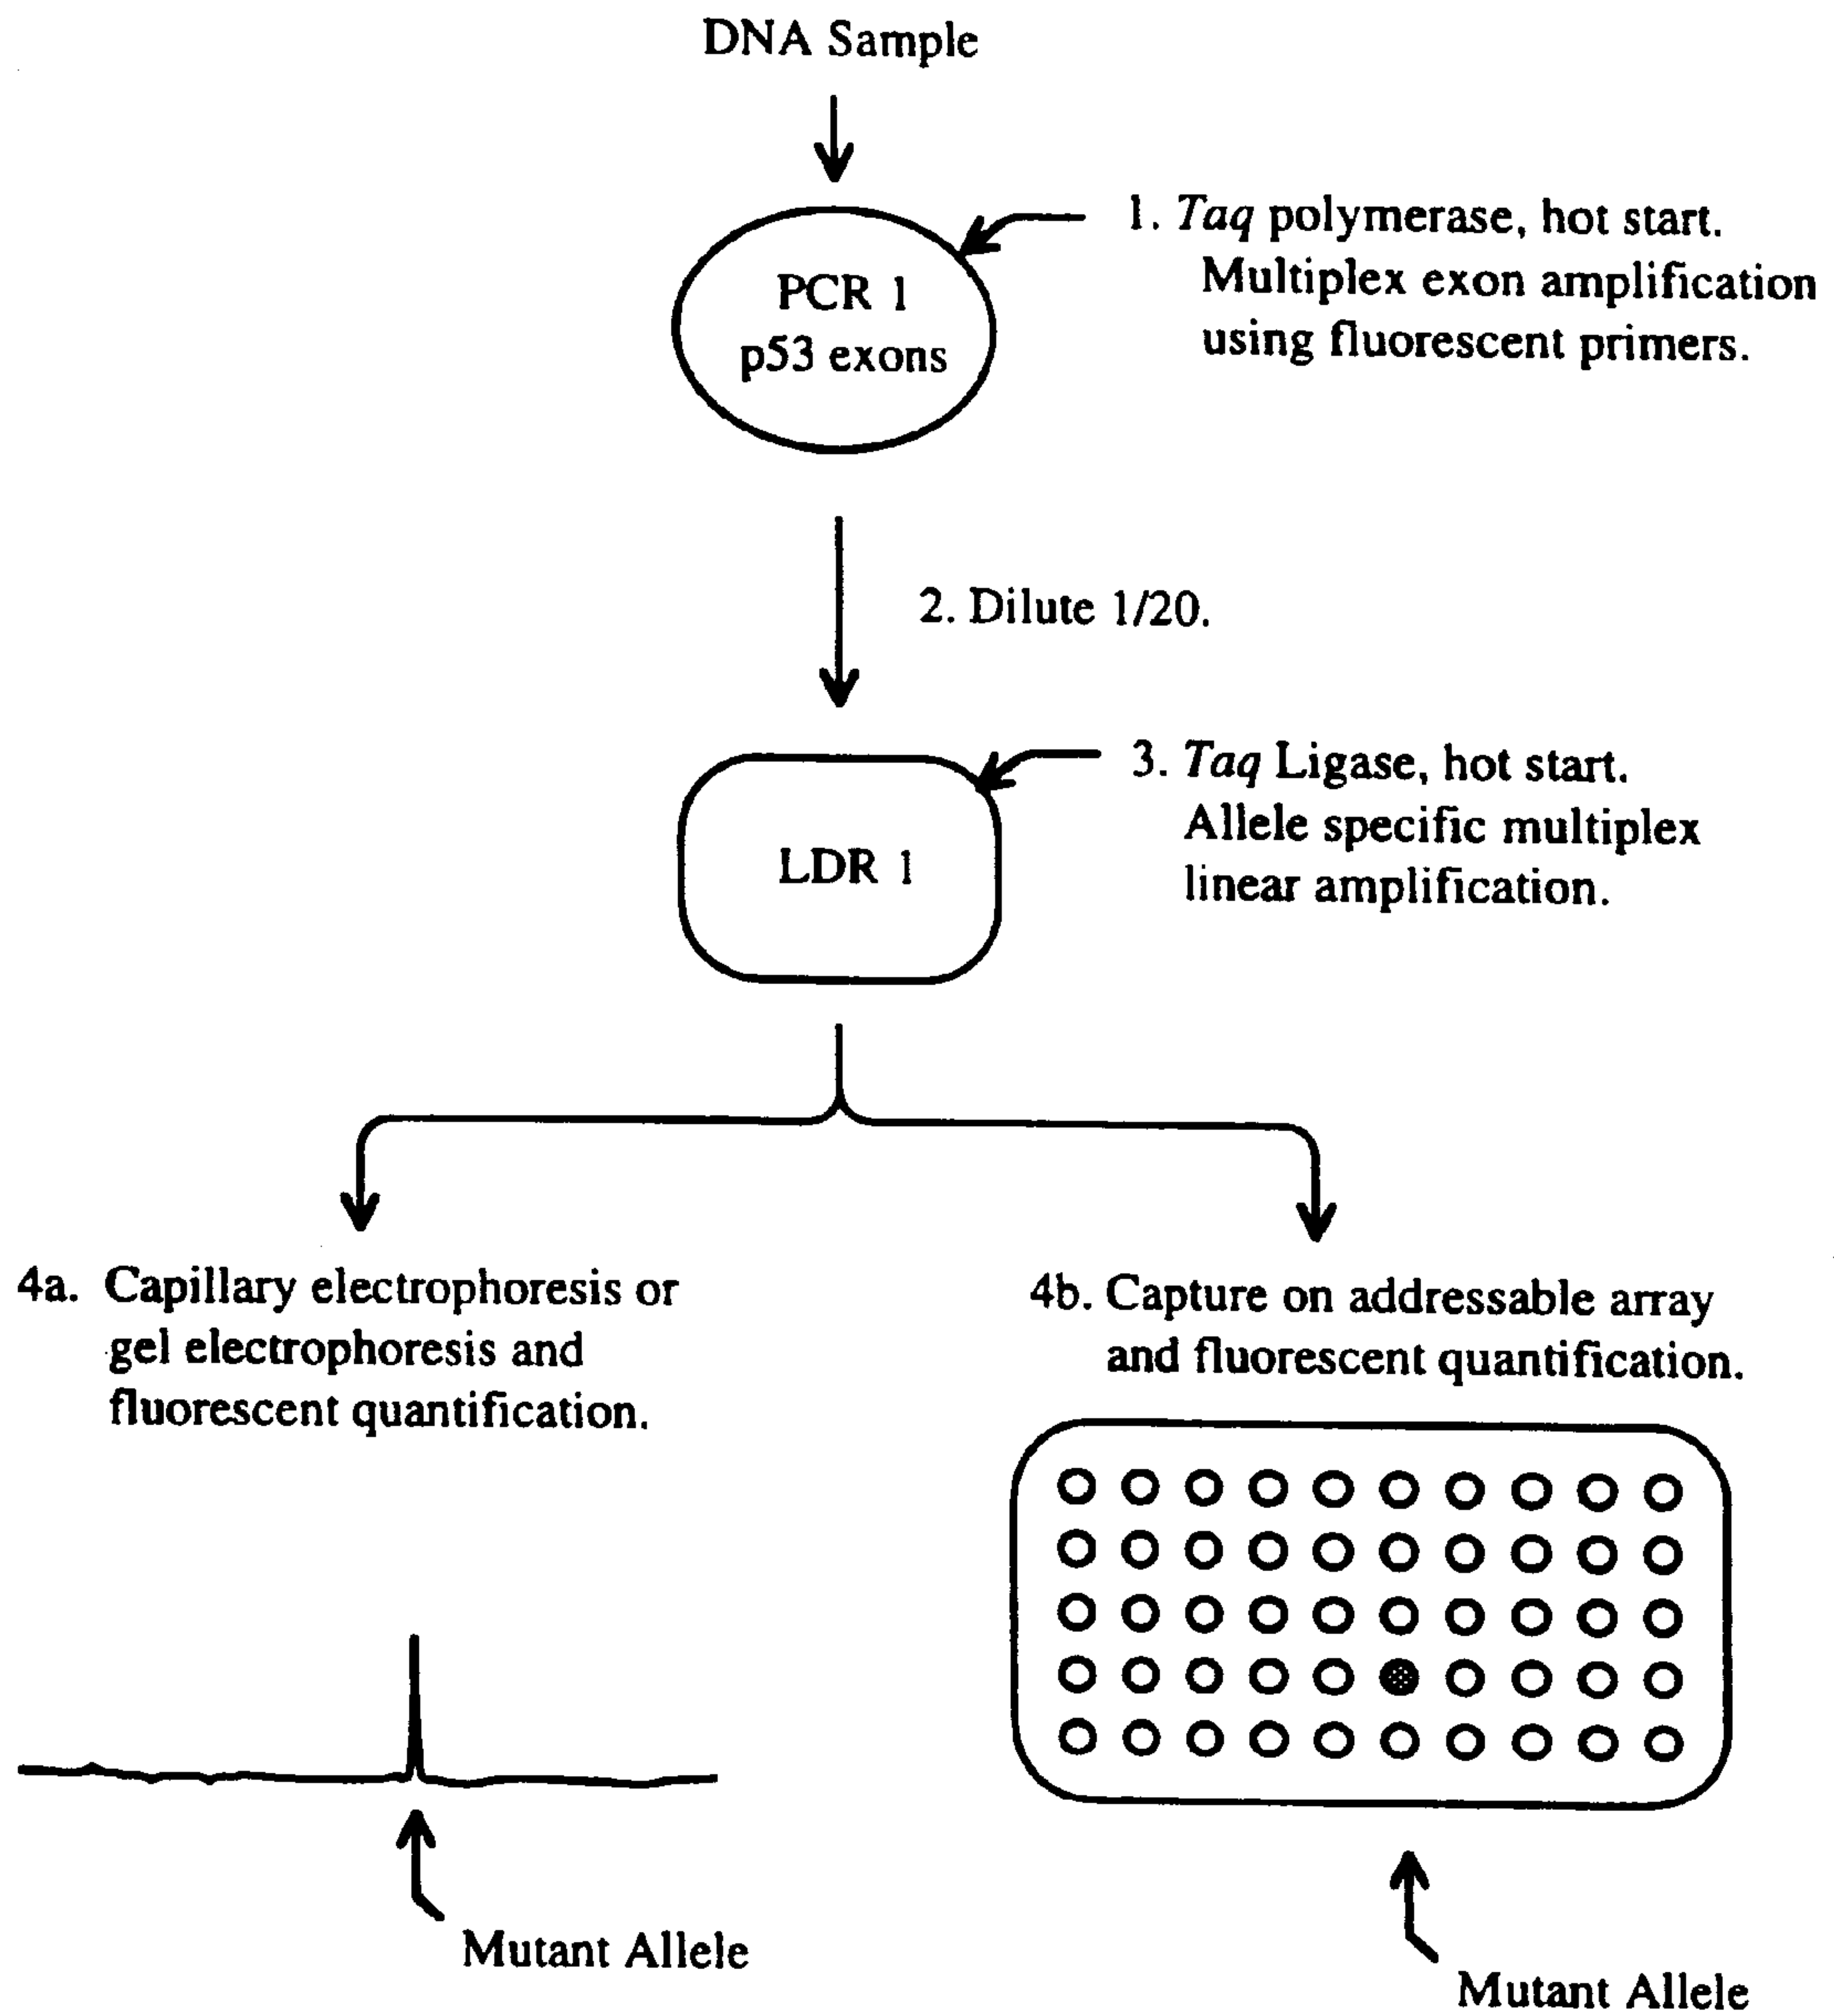 DNA Sample
1. Taq polymerase, hot start.
Multiplex exon amplification
using fluorescent primers.
PCR 1
p53 exons
2. Dilute 1/20.
3. Taq Ligase, hot start.
Allele specific multiplex
linear amplification.
LDR 1
4a. Capillary electrophoresis or
gel electrophoresis and
fluorescent quantification.
4b. Capture on addressable array
and fluorescent quantification.
Mutant Allele
Mutant Allele